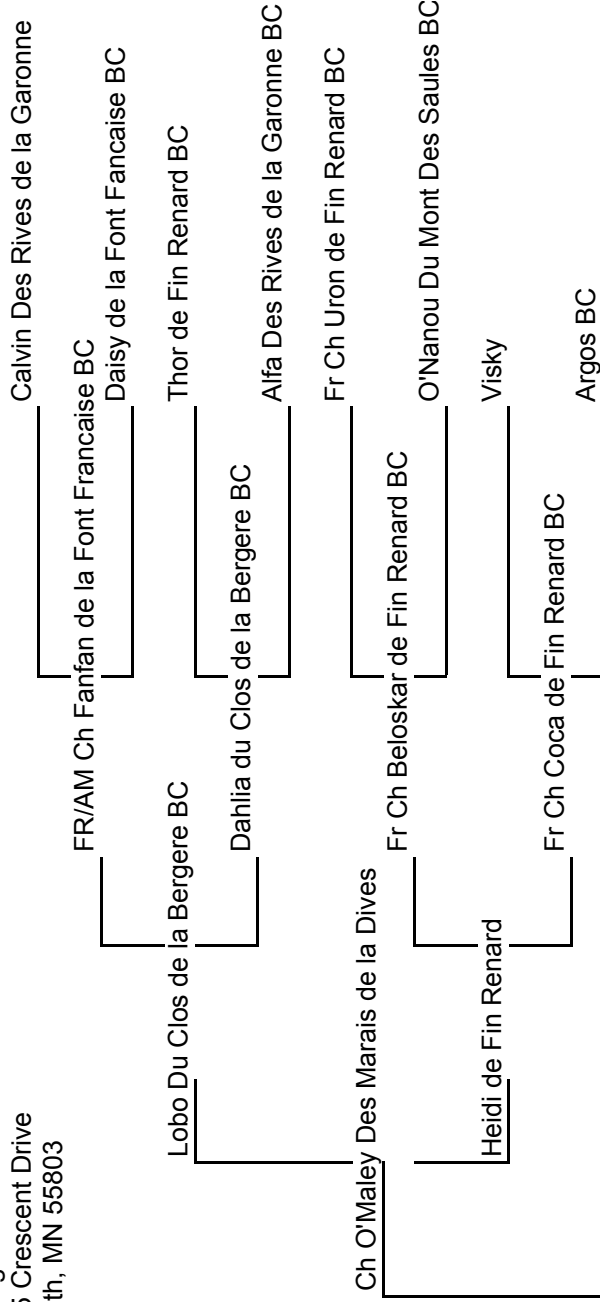 5 Crescent Drive
th, MN 55803
Calvin Des Rives de la Garonne
FR/AM Ch Fanfan de la Font Francaise BC
Daisy de la Font Fancaise BC
Lobo Du Clos de la Bergere BC
Thor de Fin Renard BC
Dahlia du Clos de la Bergere BC
Alfa Des Rives de la Garonne BC
Fr Ch Uron de Fin Renard BC
Ch O'Maley Des Marais de la Dives
Fr Ch Beloskar de Fin Renard BC
O'Nanou Du Mont Des Saules BC
Heidi de Fin Renard
Visky
Fr Ch Coca de Fin Renard BC
Argos BC